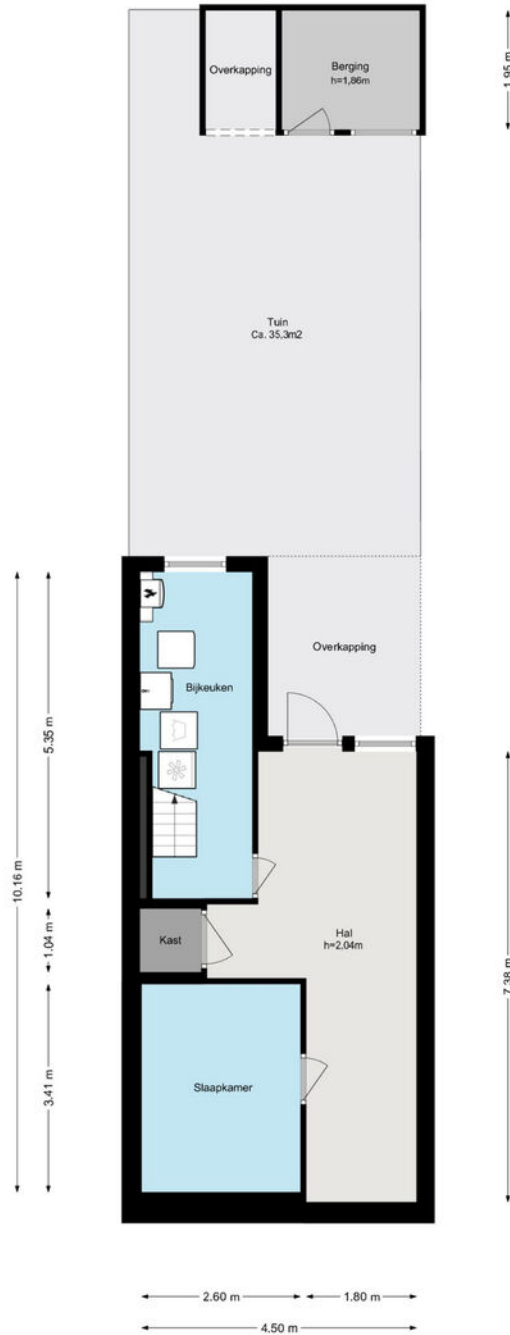 Overkapping
Berging
h=1,86m
1.95 m
Tuin
Ca. 35,3m2
Overkapping
Bijkeuken
5.35 m
10.16 m
Kast
1.04 m
Hal
h=2.04m
7.38 m
Slaapkamer
3.41 m
2.60 m
1.80 m
4.50 m